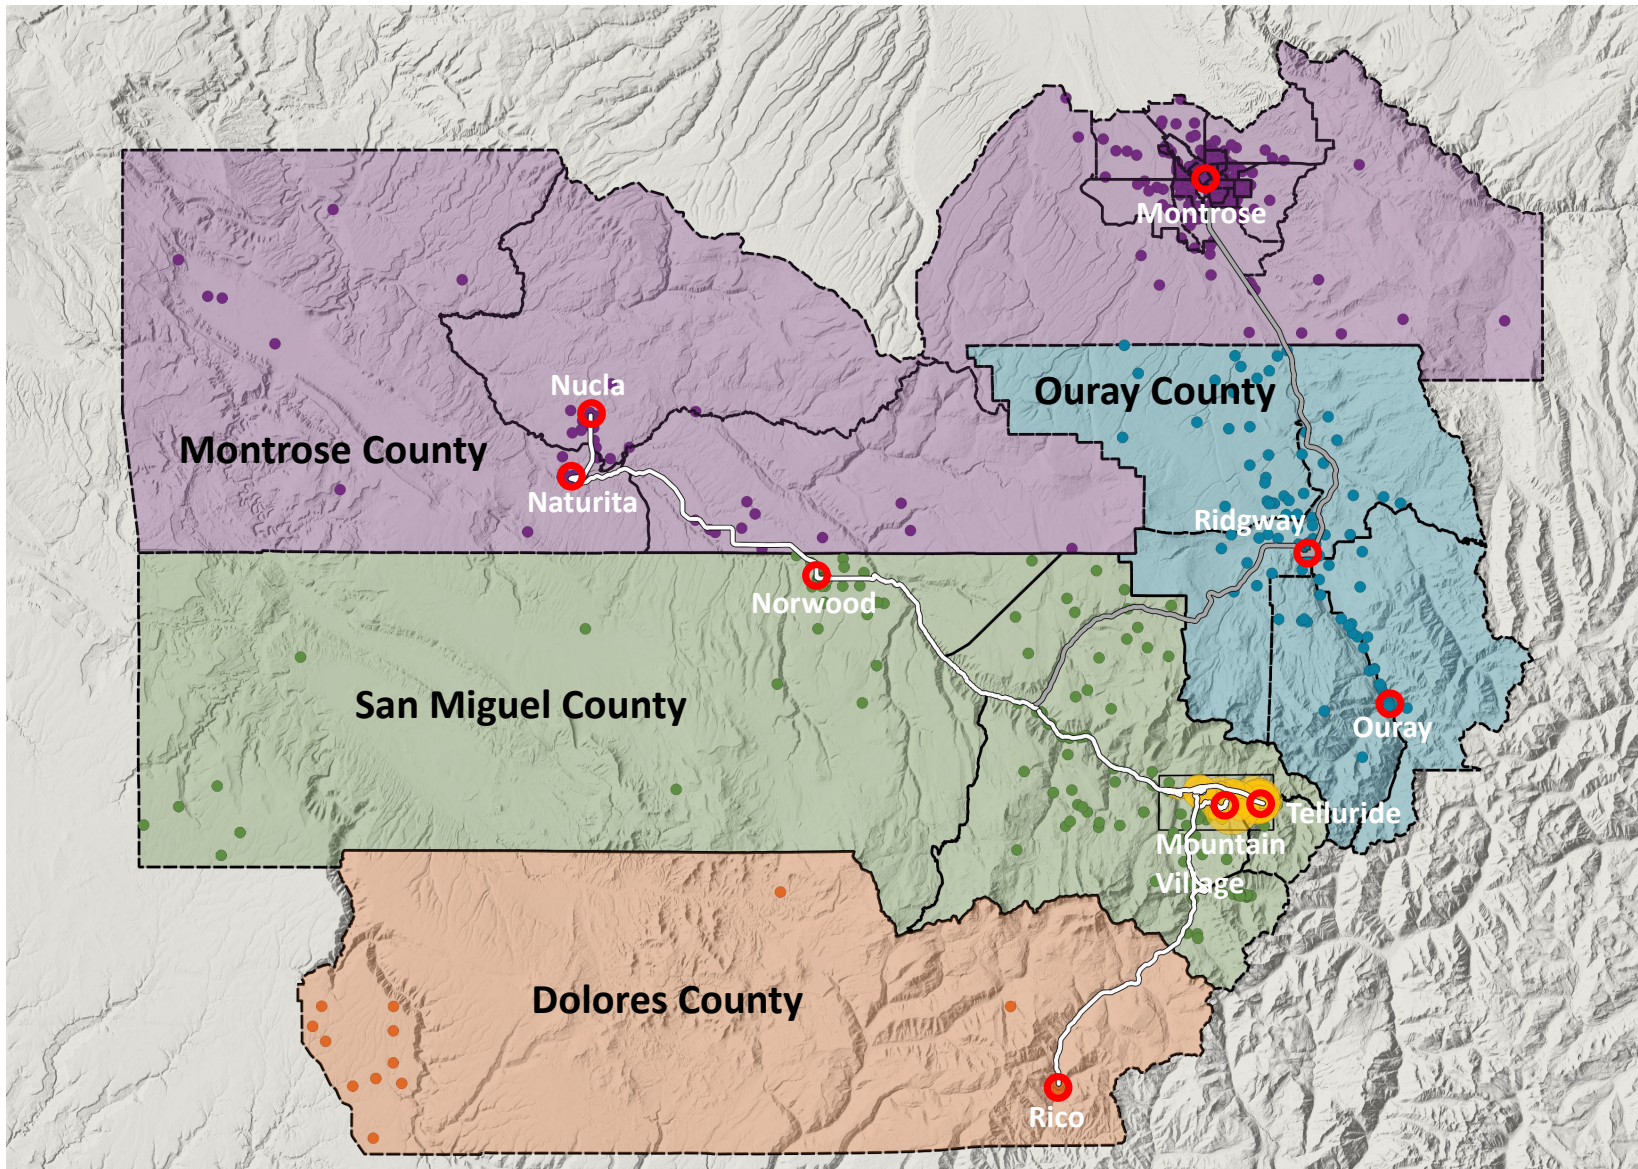 Montrose
Nucla
Ouray County
Montrose County
Naturita
Ridgway
Norwood
San Miguel County
Ouray
Telluride
Mountain
Village
Dolores County
Rico